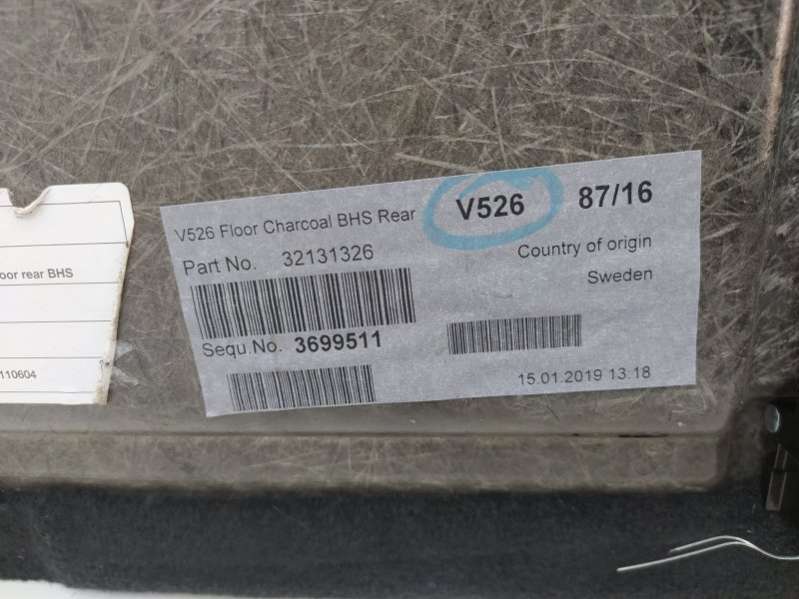 V526 Floor Charcoal BHS Rear V526 87/16
Part No. 32131326
Country of origin
Sweden
Sequ.No. 3699511
15.01.2019 13.18
oor rear BHS
110604